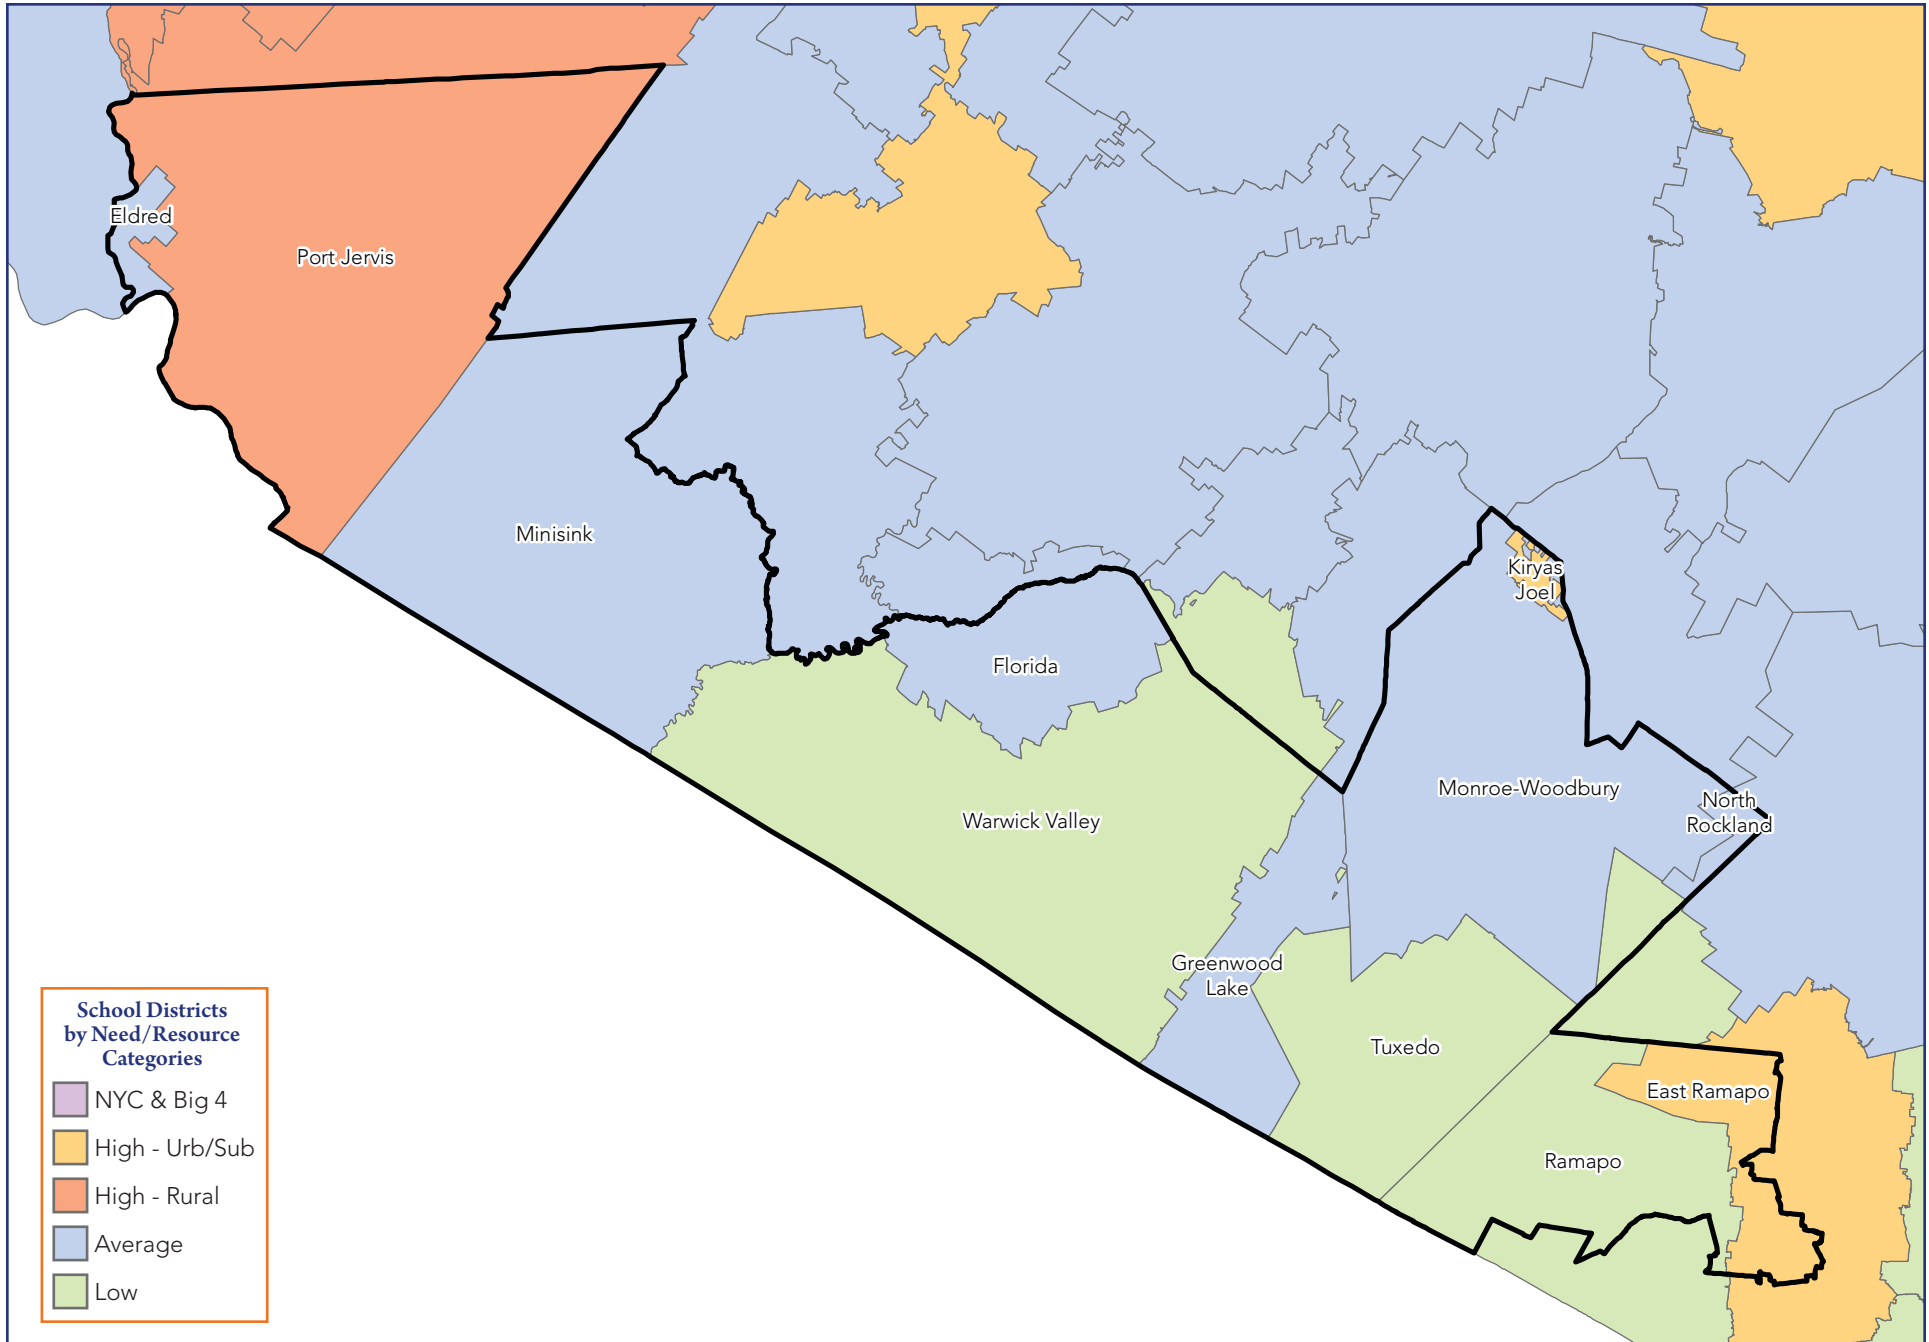 Eldred
Port Jervis
Minisink
Kiryas
Joel
Florida
Monroe-Woodbury
North
Rockland
Warwick Valley
Greenwood
Lake
Tuxedo
East Ramapo
Ramapo
School Districts
by Need/Resource
Categories
NYC & Big 4
High - Urb/Sub
High - Rural
Average
Low